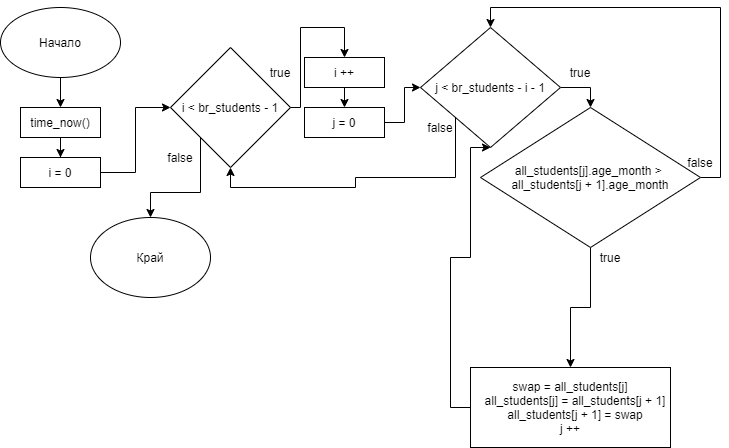 Начало
time_now()
i = 0
i < br_students - 1
true
false
Край
i ++
j = 0
j < br_students - i - 1
true
false
all_students[j].age_month >
all_students[j + 1].age_month
false
true
swap = all_students[j]
all_students[j] = all_students[j + 1]
all_students[j + 1] = swap
j ++